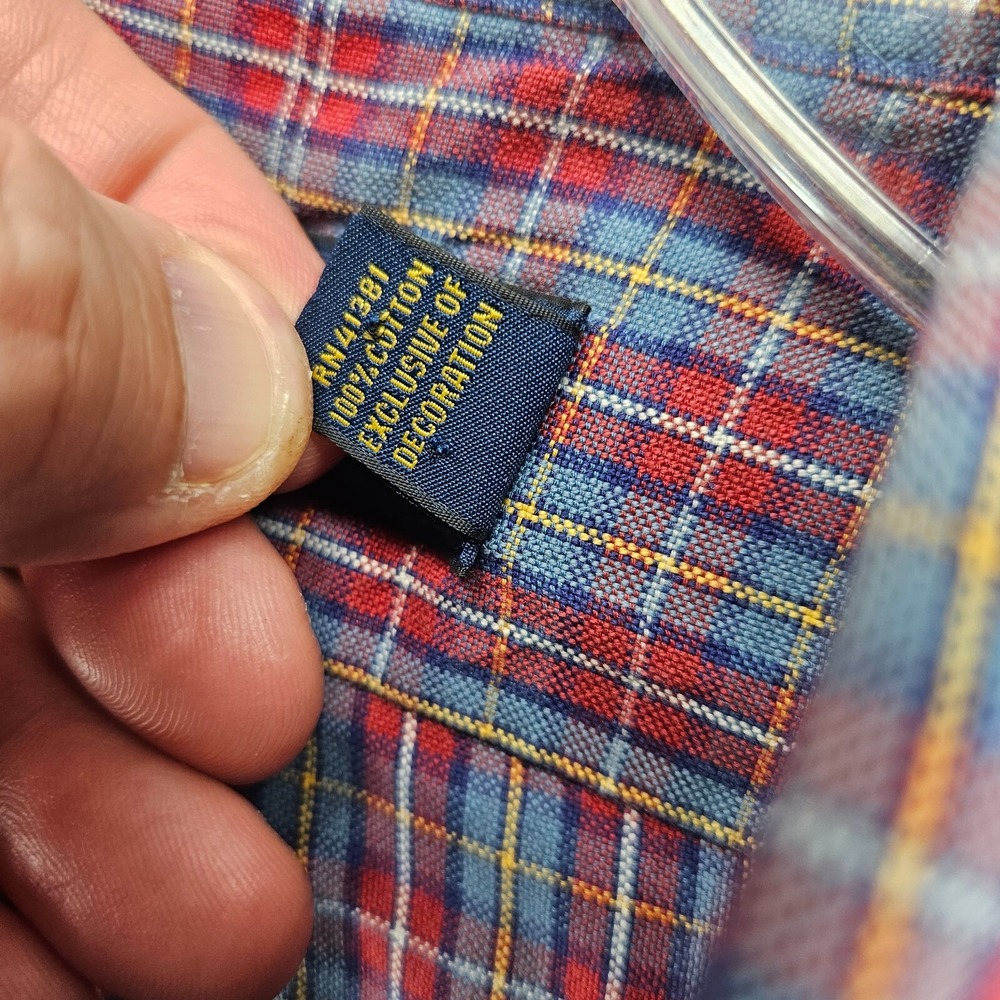 RN41381
100% COTTON
EXCLUSIVE OF
DECORATION